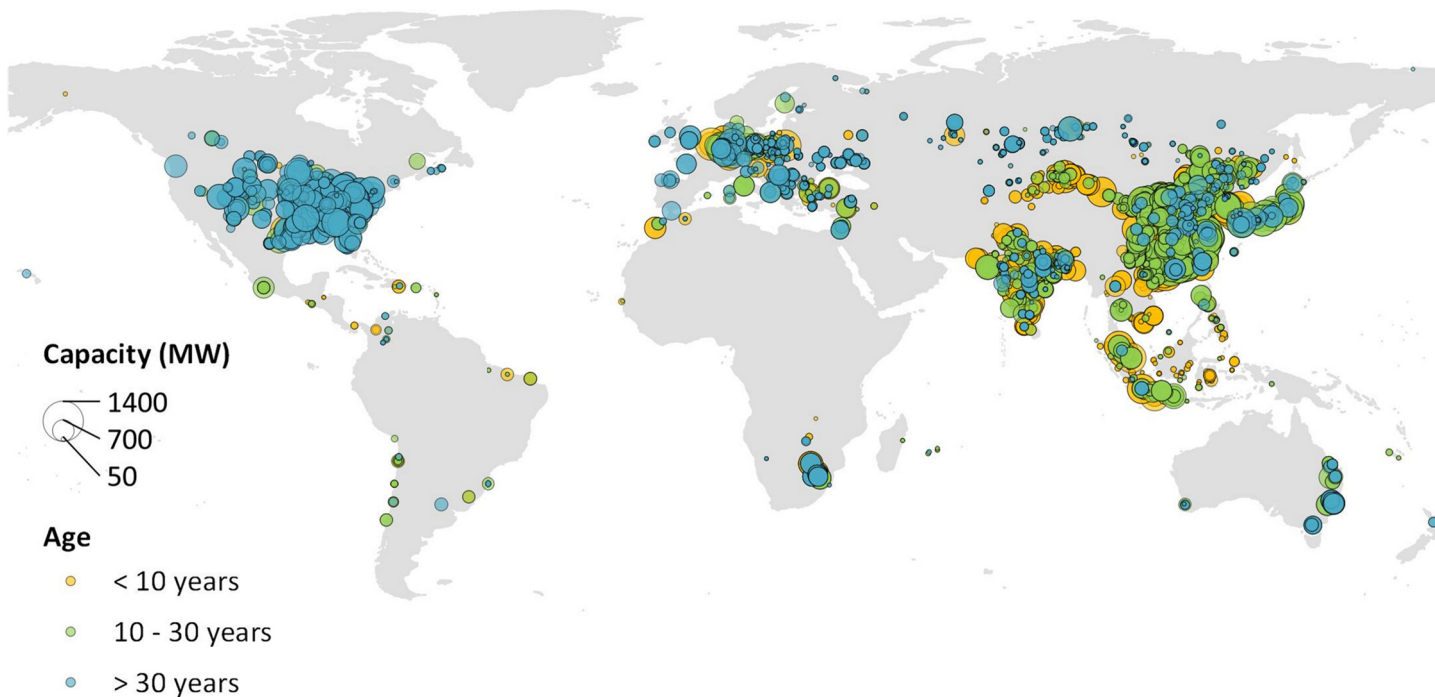 Capacity (MW)
1400
700
50
Age
< 10 years
10 - 30 years
> 30 years